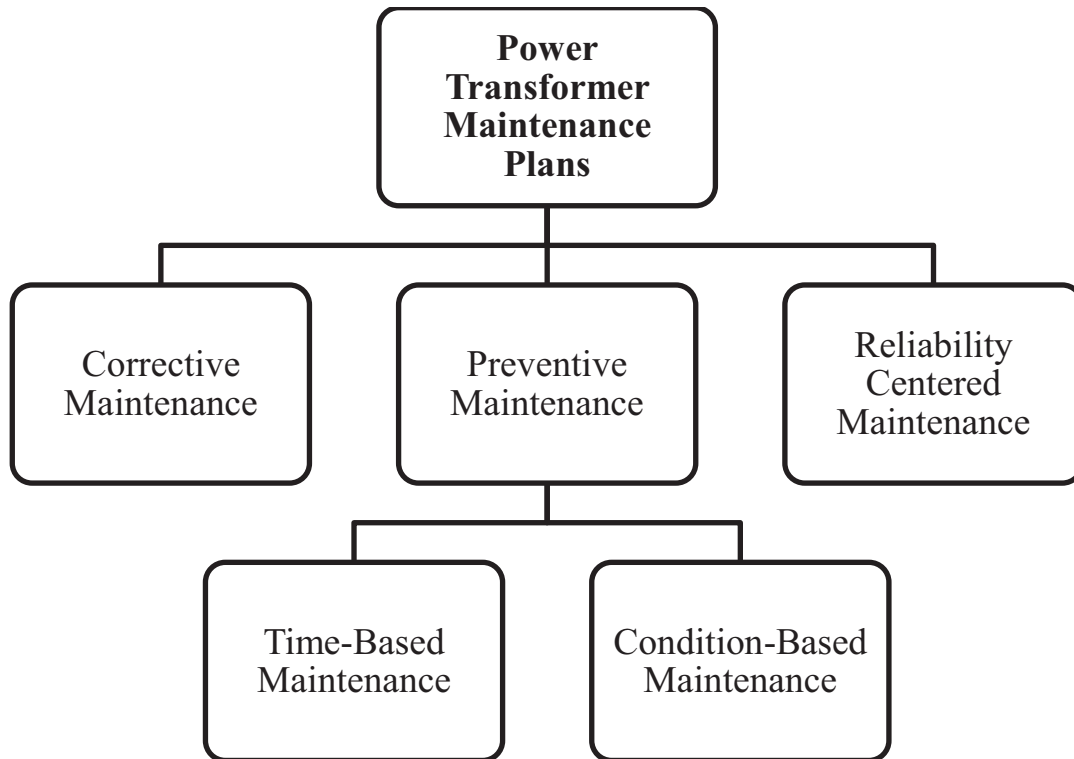 Power
Transformer
Maintenance
Plans
Corrective
Maintenance
Preventive
Maintenance
Reliability
Centered
Maintenance
Time-Based
Maintenance
Condition-Based
Maintenance